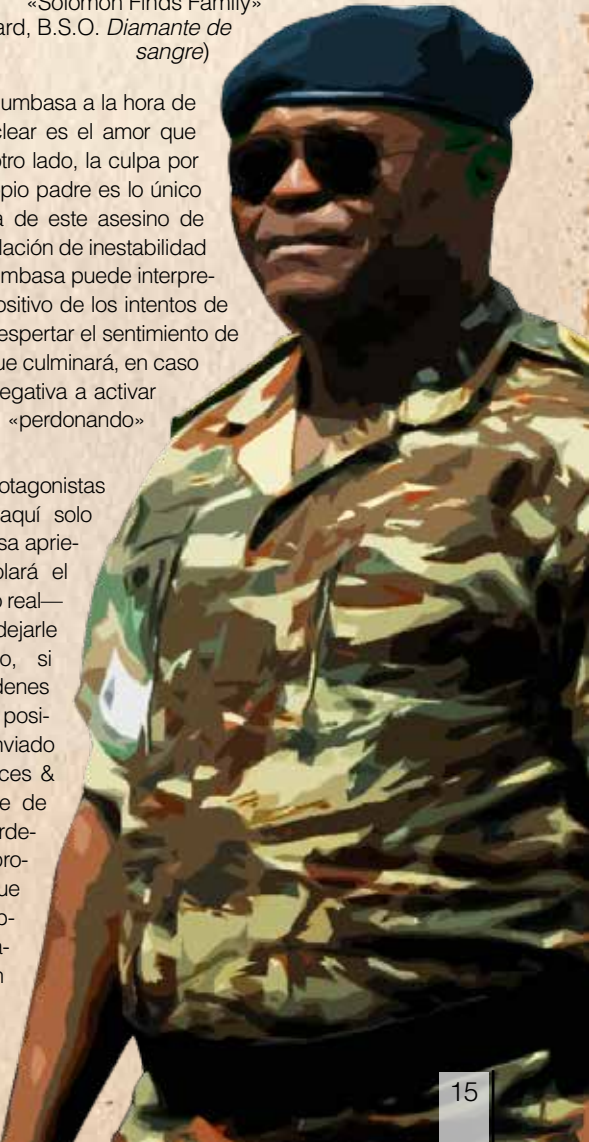 «Solomon Finds Family»
ard, B.S.O. Diamante de
sangre)
umbasa a la hora de
clear es el amor que
otro lado, la culpa por
pio padre es lo único
a de este asesino de
lación de inestabilidad
mbasa puede interpre-
ositivo de los intentos de
espertar el sentimiento de
ue culminará, en caso
egativa a activar
«perdonando»
otagonistas
aquí solo
sa aprie-
olará el
o real—
dejarle
o, si
denes
posi-
nviado
ces &
e de
rde-
pro-
ue
o-
a-
n
15